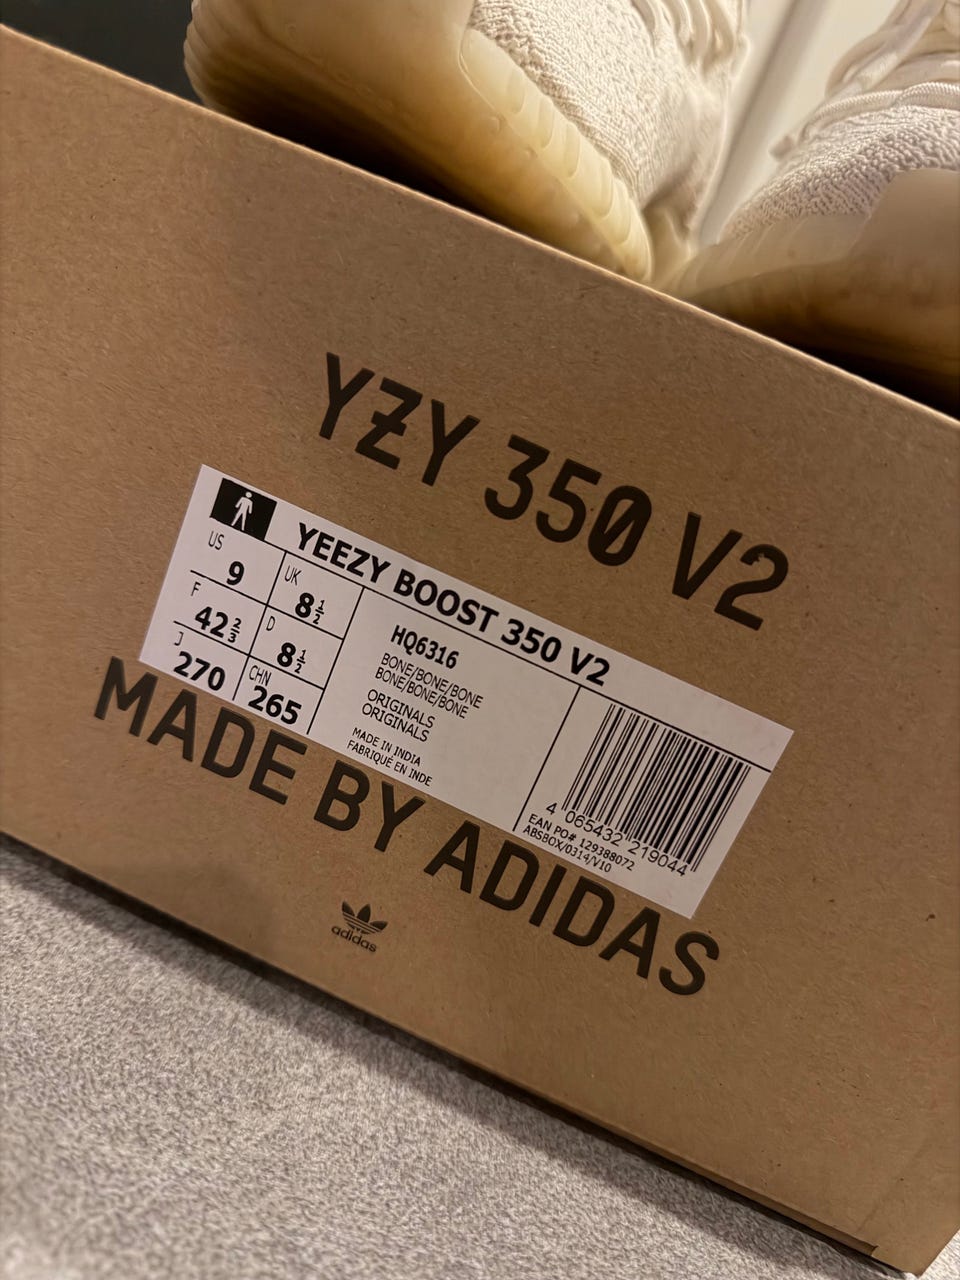 YZY 350 V2
YEEZY BOOST 350 V2
US
9
UK
8 1/2
F
42 2/3
D
8 1/2
J
270
CHN
265
HQ6316
BONE/BONE/BONE
BONE/BONE/BONE
ORIGINALS
ORIGINALS
MADE IN INDIA
FABRIQUÉ EN INDE
4 065432 219044
EAN PO# 129388072
ABSBOX/0314/V10
MADE BY ADIDAS
adidas